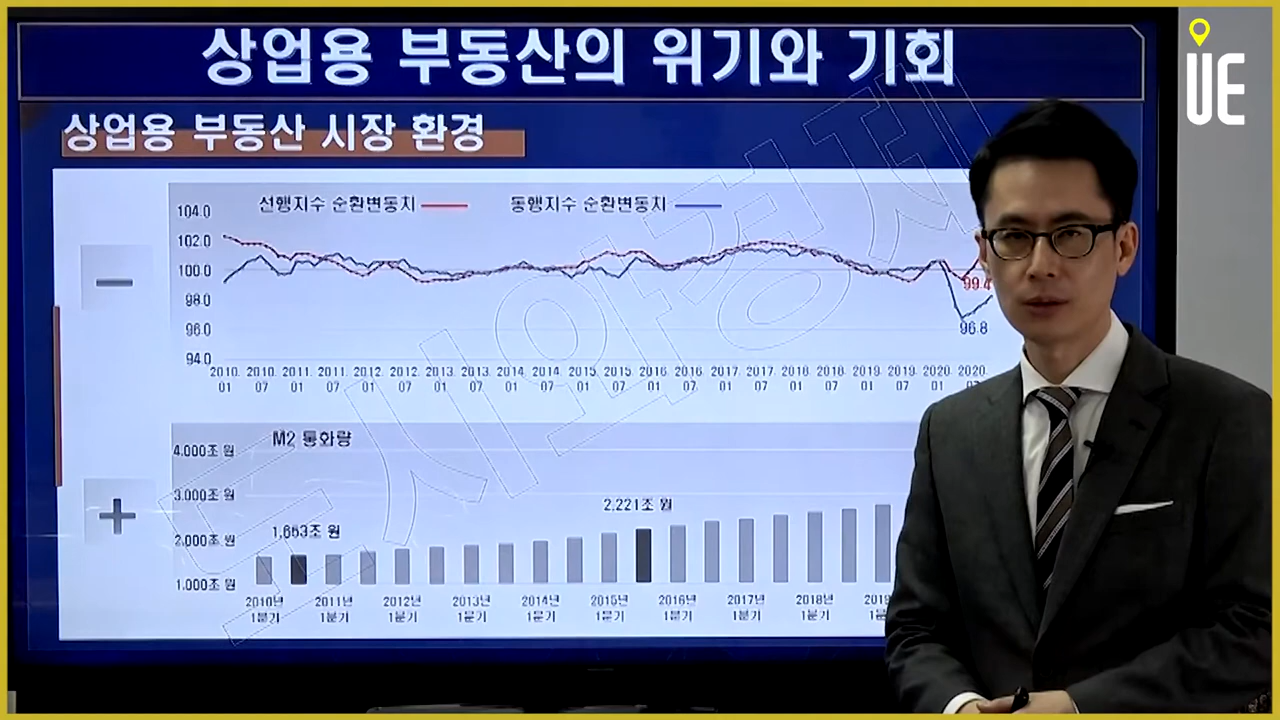 상업용 부동산의 위기와 기회
UE
상업용 부동산 시장 환경
선행지수 순환변동치 동행지수 순환변동치
104.0
102.0
100.0
98.0
96.0
94.0
99.4
96.8
2010. 2010. 2011. 2011. 2012. 2012. 2013. 2013. 2014. 2014. 2015. 2015. 2016. 2016. 2017. 2017. 2018. 2018. 2019. 2019. 2020. 2020.
01 07 01 07 01 07 01 07 01 07 01 07 01 07 01 07 01 07 01 07 01 07
M2 통화량
4,000조 원
3,000조 원
2,000조 원
1,000조 원
1,663조 원
2,221조 원
2010년 2011년 2012년 2013년 2014년 2015년 2016년 2017년 2018년 2019
1분기 1분기 1분기 1분기 1분기 1분기 1분기 1분기 1분기
도시와경제